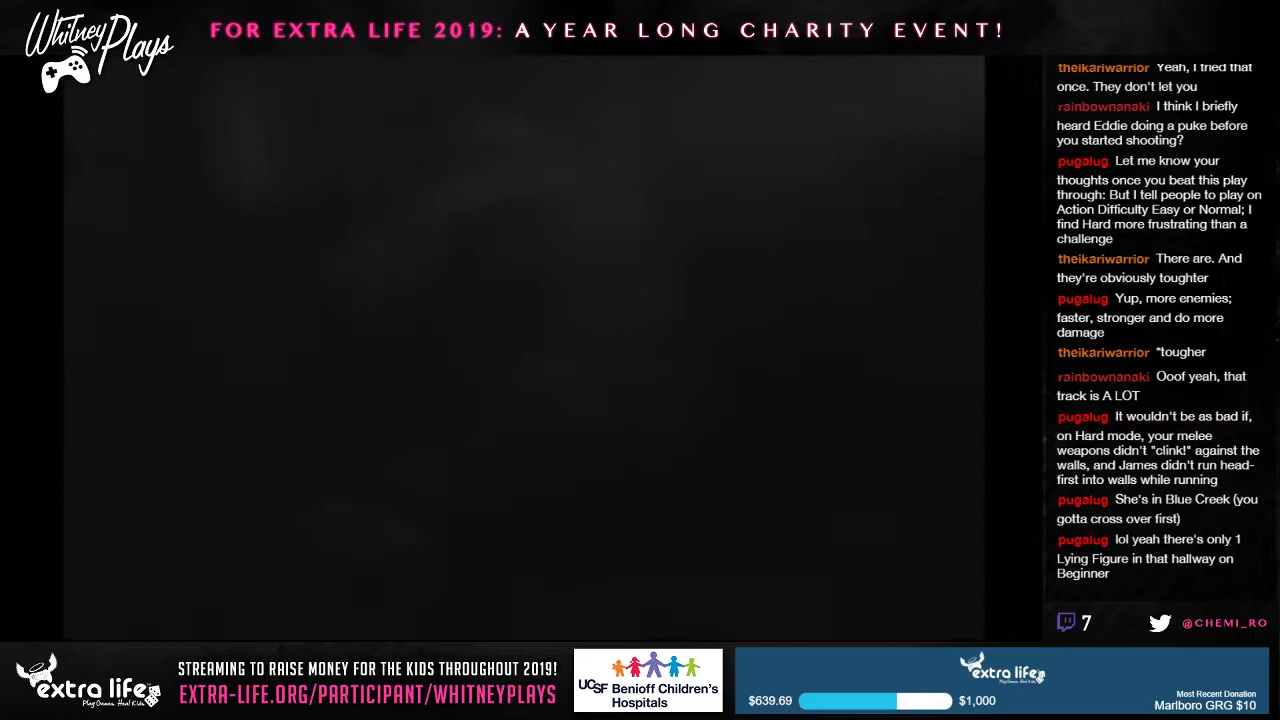 Whitney Plays
FOR EXTRA LIFE 2019: A YEAR LONG CHARITY EVENT!
theikariwarrior Yeah, I tried that
once. They don't let you
rainbownanaki I think I briefly
heard Eddie doing a puke before
you started shooting?
pugalug Let me know your
thoughts once you beat this play
through: But I tell people to play on
Action Difficulty Easy or Normal; I
find Hard more frustrating than a
challenge
theikariwarrior There are. And
they're obviously toughter
pugalug Yup, more enemies;
faster, stronger and do more
damage
theikariwarrior *tougher
rainbownanaki Ooof yeah, that
track is A LOT
pugalug It wouldn't be as bad if,
on Hard mode, your melee
weapons didn't "clink!" against the
walls, and James didn't run head-
first into walls while running
pugalug She's in Blue Creek (you
gotta cross over first)
pugalug lol yeah there's only 1
Lying Figure in that hallway on
Beginner
7
@CHEMI_RO
extra life
Play Games. Heal Kids.
STREAMING TO RAISE MONEY FOR THE KIDS THROUGHOUT 2019!
EXTRA-LIFE.ORG/PARTICIPANT/WHITNEYPLAYS
UCSF Benioff Children's
Hospitals
extra life
$639.69
$1,000
Most Recent Donation
Marlboro GRG $10